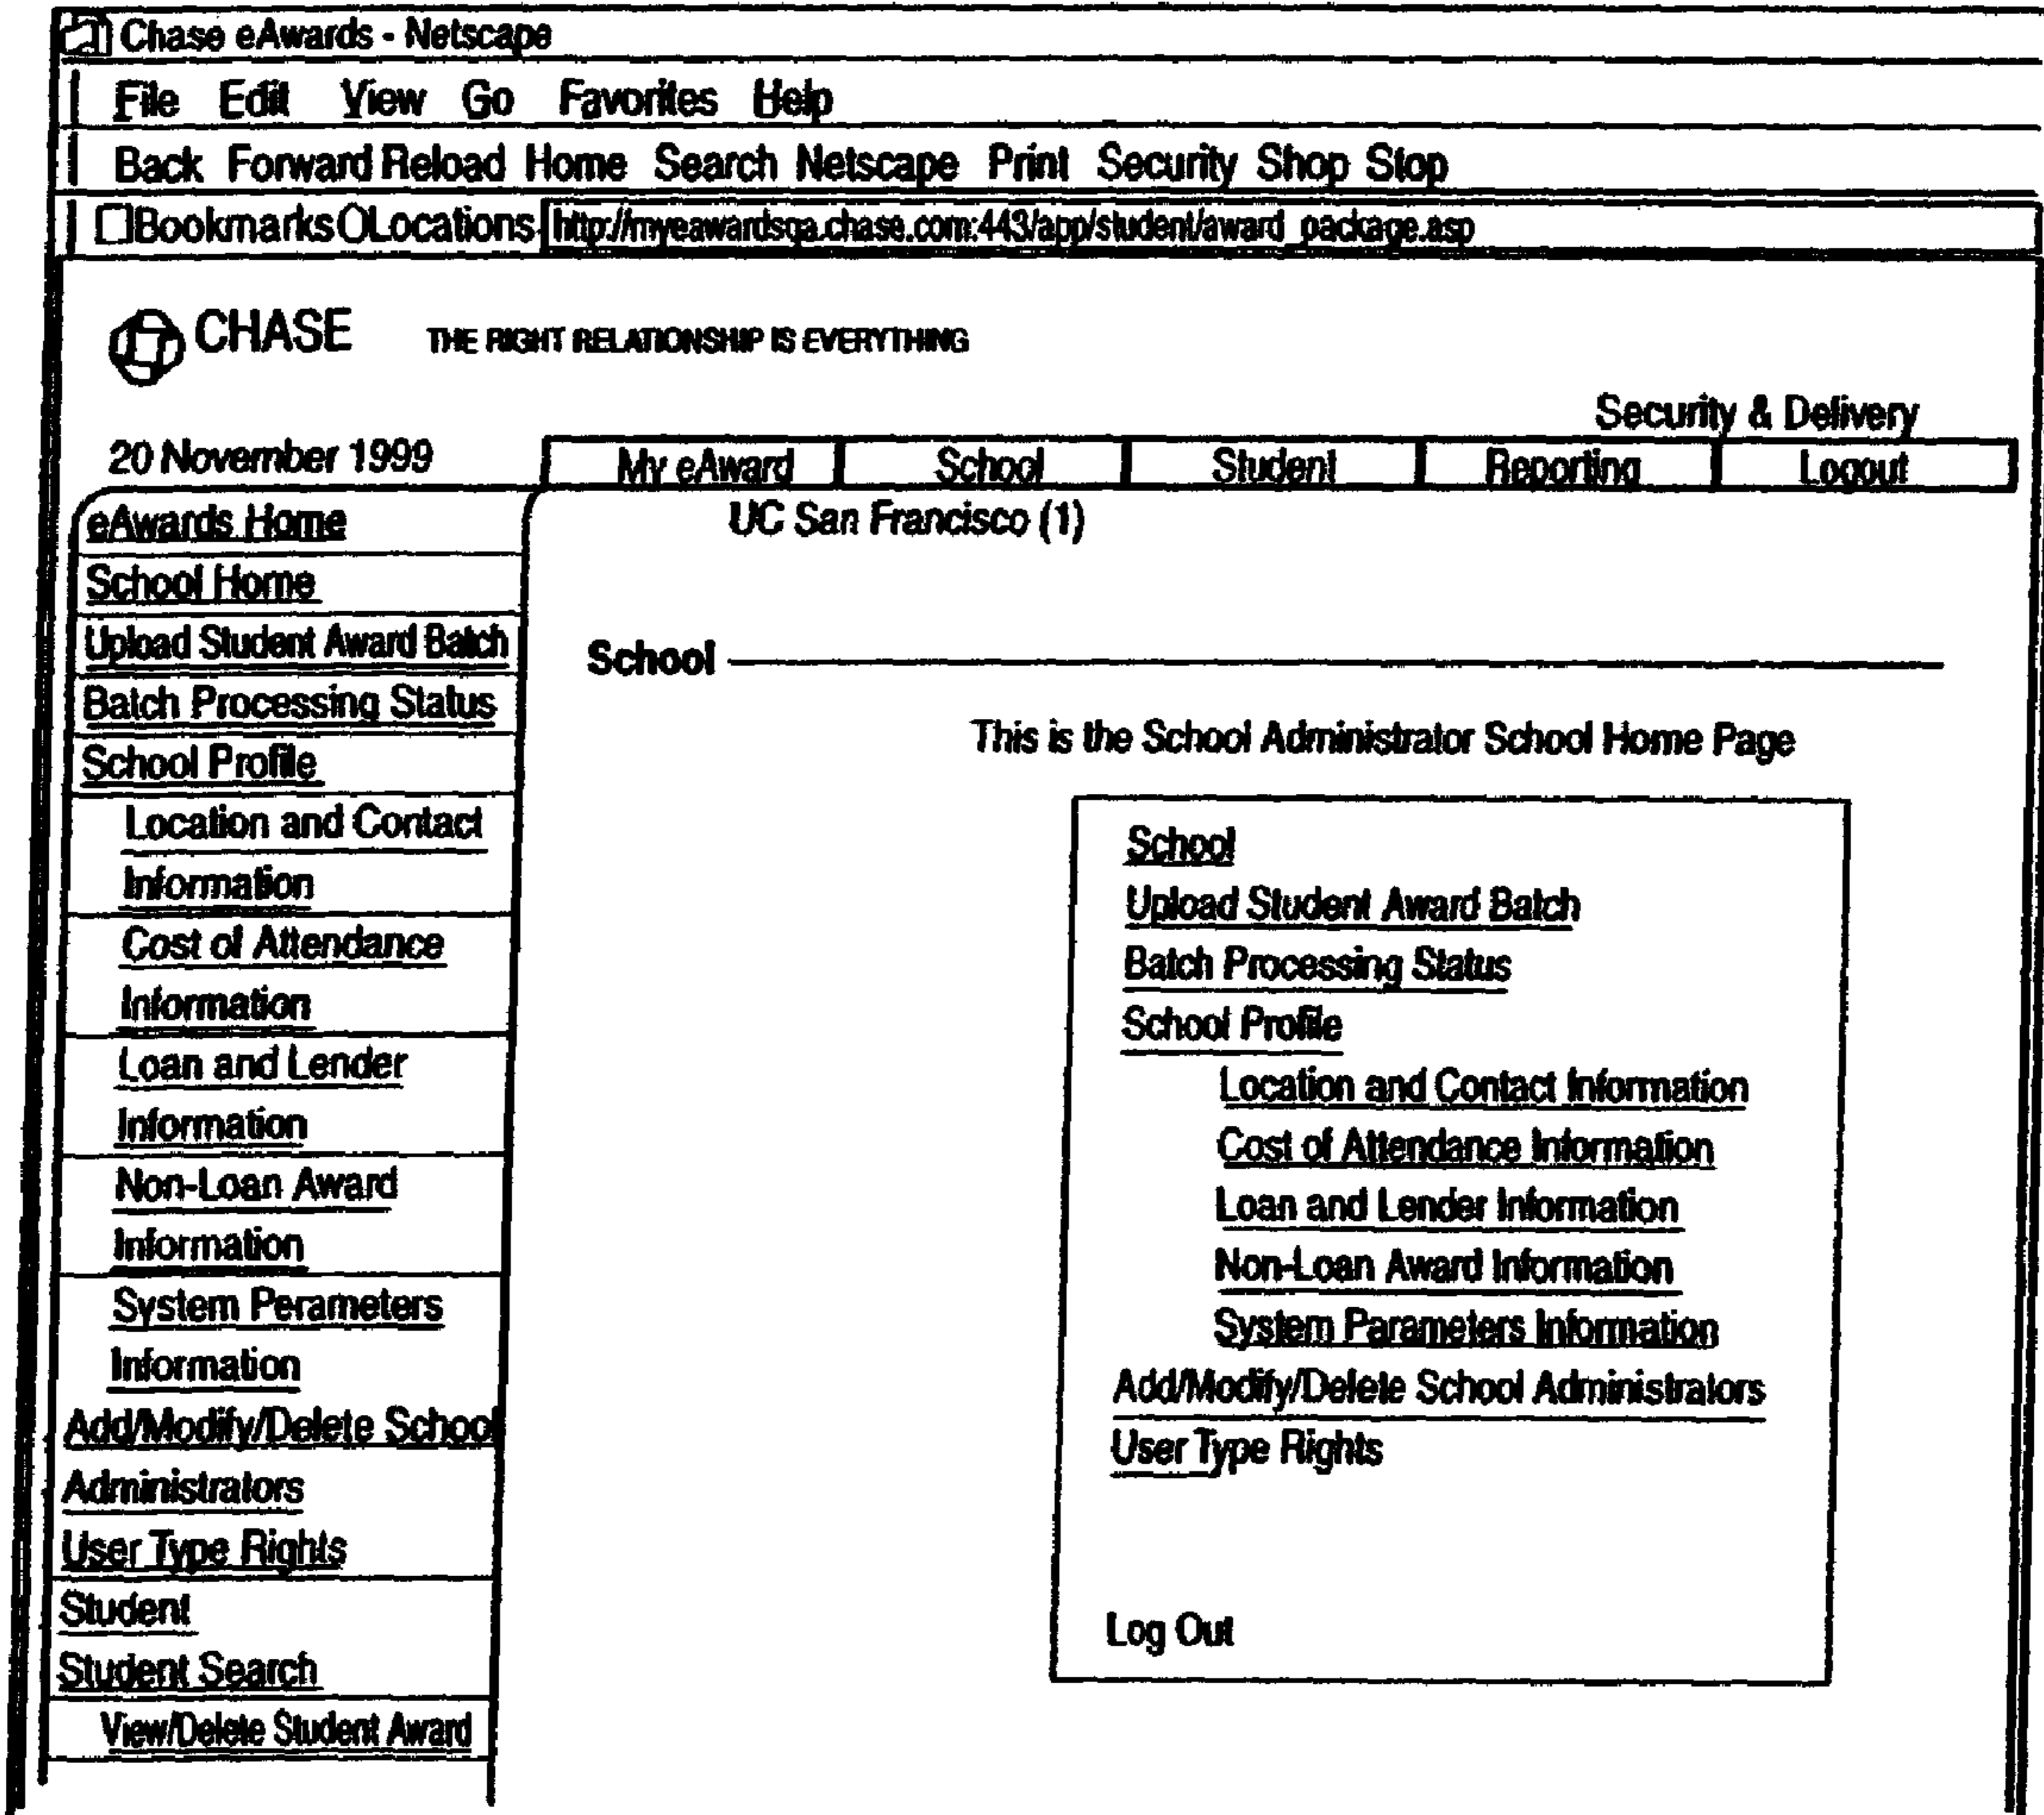 Chase eAwards - Netscape
File Edit View Go Favorites Help
Back Forward Reload Home Search Netscape Print Security Shop Stop
Bookmarks Locations http://myeawardsqa.chase.com:443/app/student/award_package.asp
CHASE THE RIGHT RELATIONSHIP IS EVERYTHING
Security & Delivery
20 November 1999 My eAward School Student Reporting Logout
UC San Francisco (1)
eAwards Home
School Home
Upload Student Award Batch
Batch Processing Status
School Profile
Location and Contact
Information
Cost of Attendance
Information
Loan and Lender
Information
Non-Loan Award
Information
System Perameters
Information
Add/Modify/Delete School
Administrators
User Type Rights
Student
Student Search
View/Delete Student Award
School
This is the School Administrator School Home Page
School
Upload Student Award Batch
Batch Processing Status
School Profile
Location and Contact Information
Cost of Attendance Information
Loan and Lender Information
Non-Loan Award Information
System Parameters Information
Add/Modify/Delete School Administrators
User Type Rights
Log Out